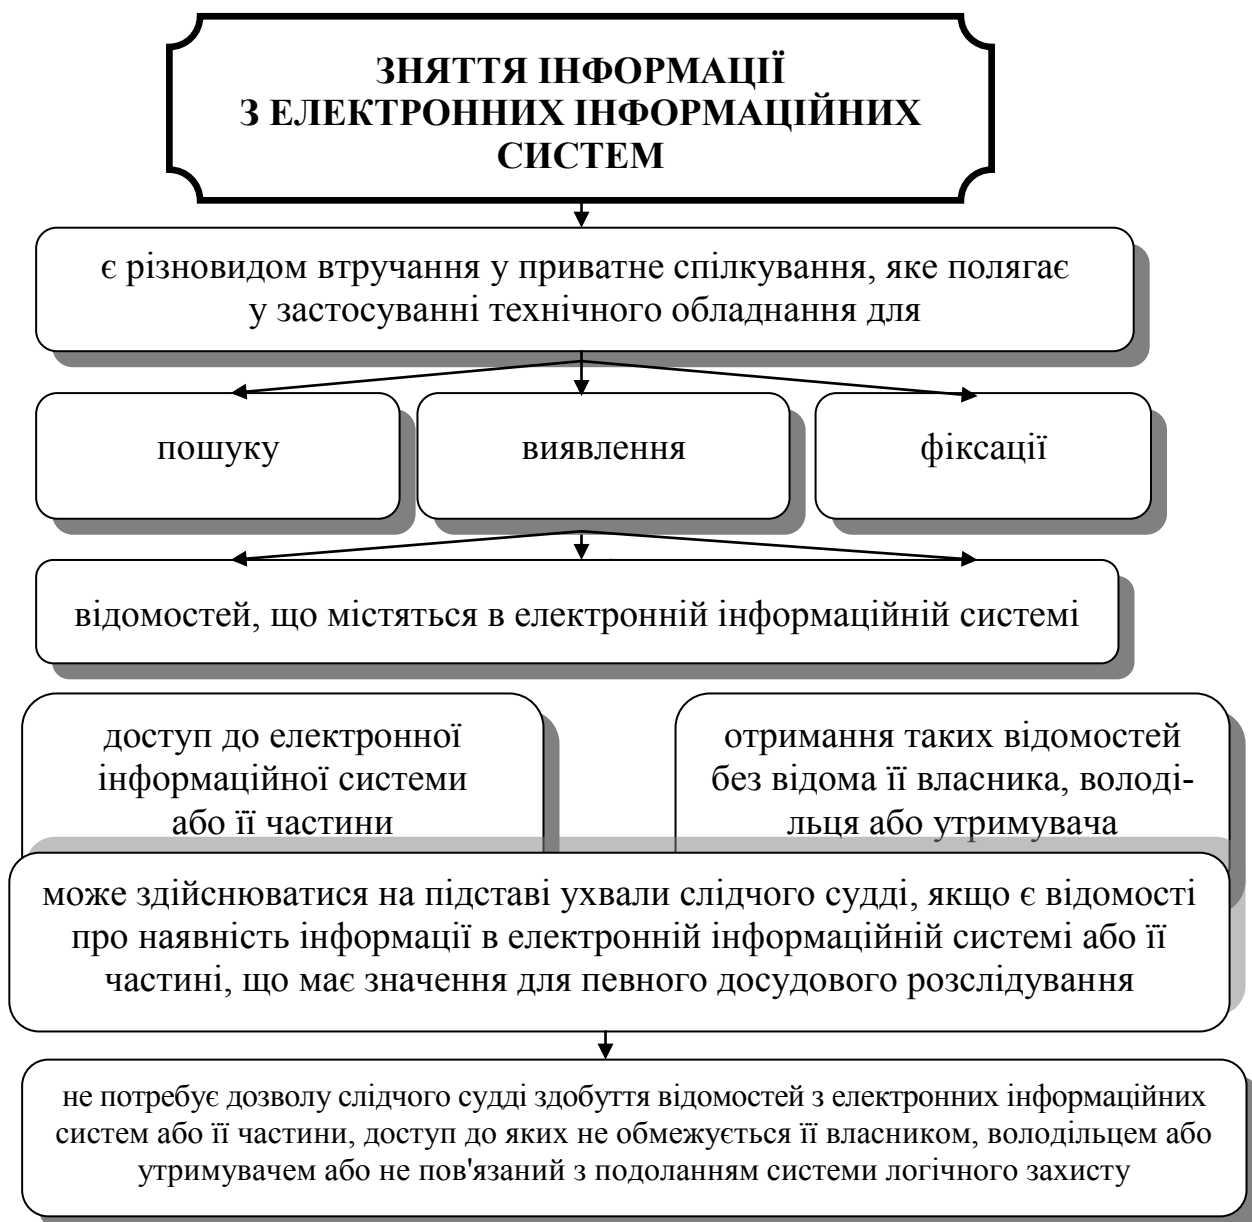 ЗНЯТТЯ ІНФОРМАЦІЇ
З ЕЛЕКТРОННИХ ІНФОРМАЦІЙНИХ
СИСТЕМ
є різновидом втручання у приватне спілкування, яке полягає
у застосуванні технічного обладнання для
пошуку
виявлення
фіксації
відомостей, що містяться в електронній інформаційній системі
доступ до електронної
інформаційної системи
або її частини
отримання таких відомостей
без відома її власника, володі-
льця або утримувача
може здійснюватися на підставі ухвали слідчого судді, якщо є відомості
про наявність інформації в електронній інформаційній системі або її
частині, що має значення для певного досудового розслідування
не потребує дозволу слідчого судді здобуття відомостей з електронних інформаційних
систем або її частини, доступ до яких не обмежується її власником, володільцем або
утримувачем або не пов'язаний з подоланням системи логічного захисту